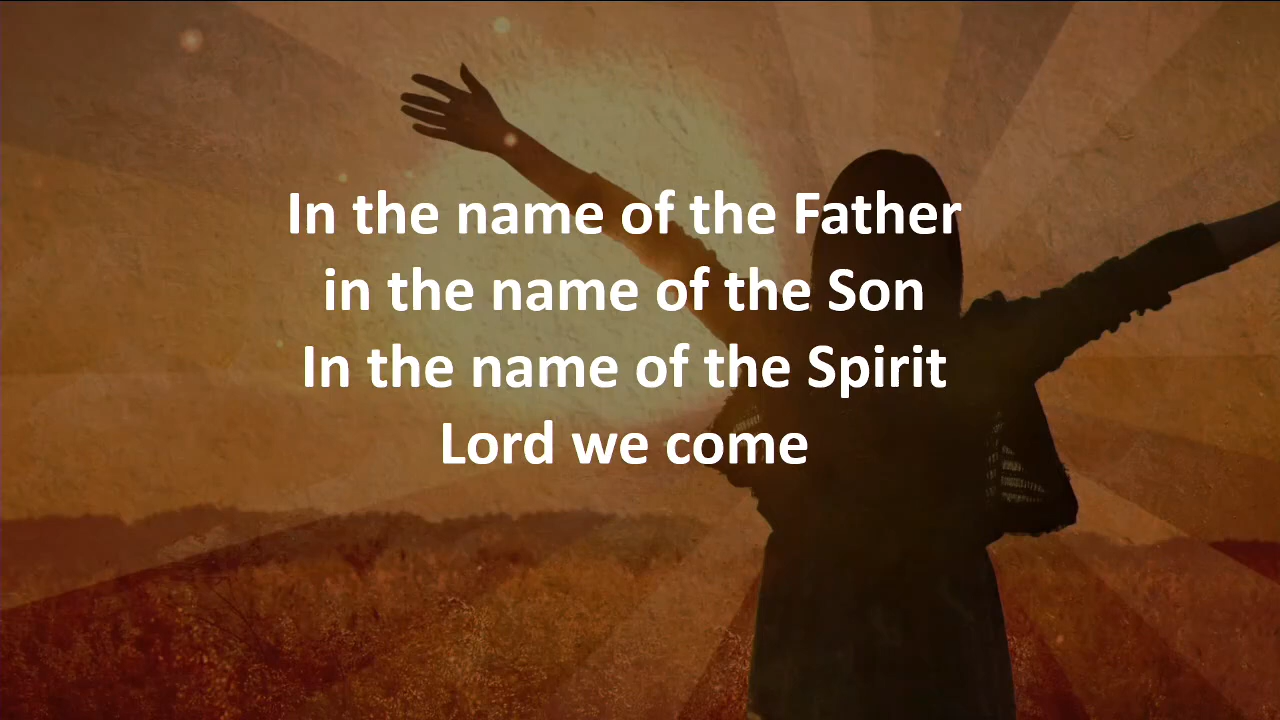 In the name of the Father
in the name of the Son
In the name of the Spirit
Lord we come